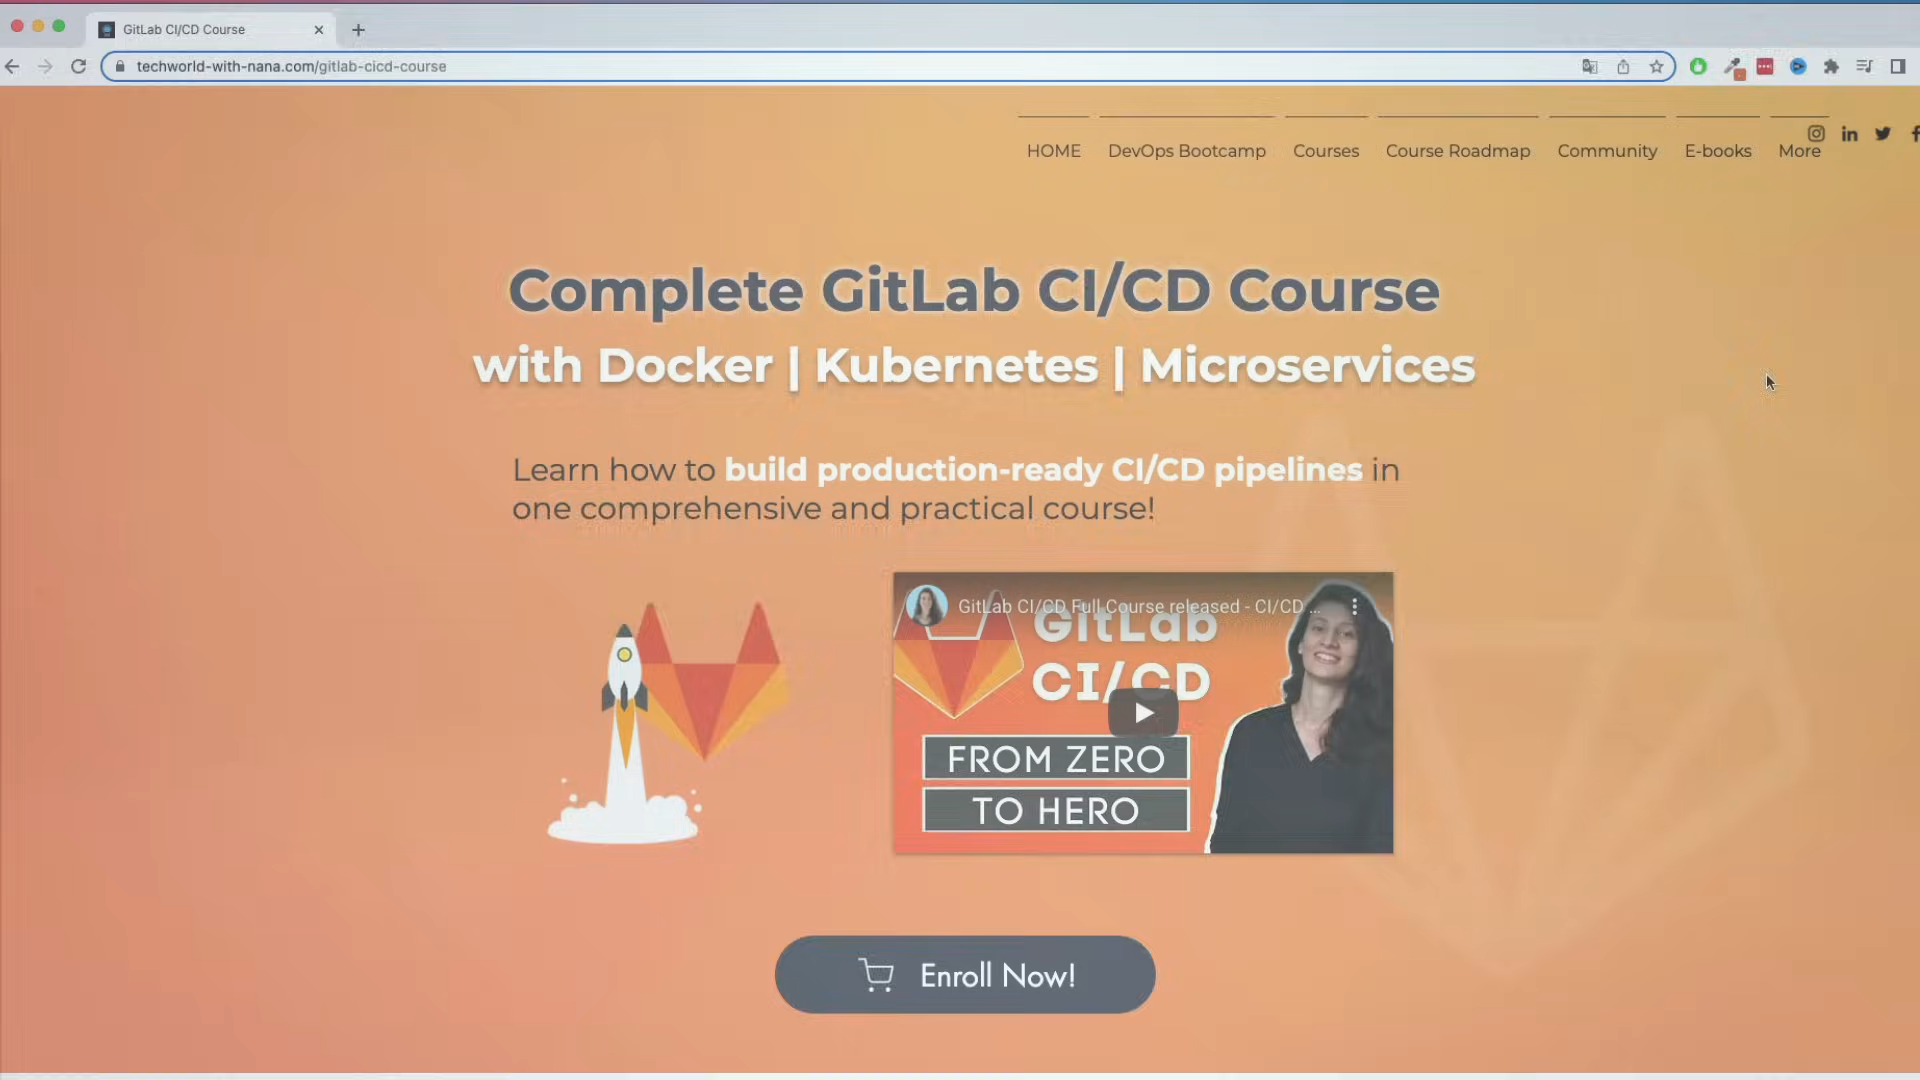 GitLab CI/CD Course
techworld-with-nana.com/gitlab-cicd-course
HOME DevOps Bootcamp Courses Course Roadmap Community E-books More
Complete GitLab CI/CD Course
with Docker | Kubernetes | Microservices
Learn how to build production-ready CI/CD pipelines in
one comprehensive and practical course!
GitLab CI/CD Full Course released - CI/CD ...
GitLab
CI/CD
FROM ZERO
TO HERO
Enroll Now!